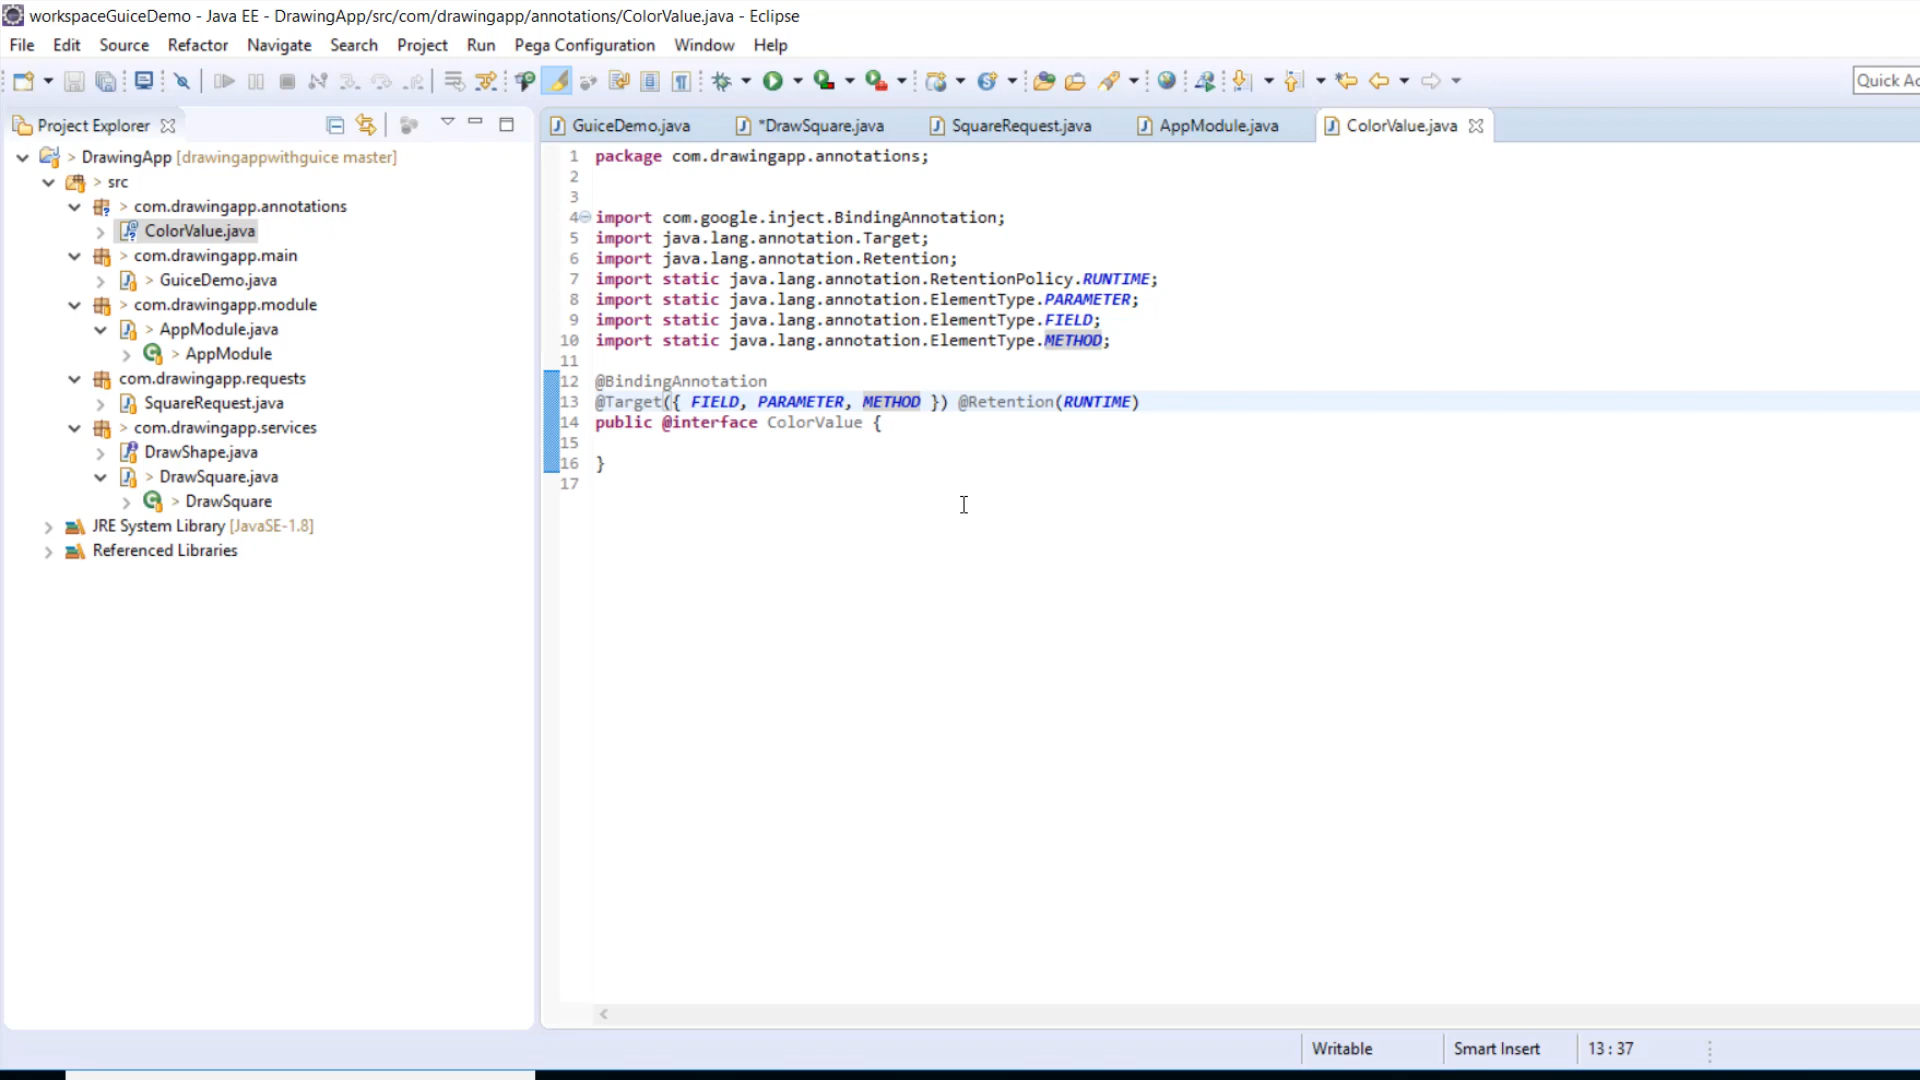 workspaceGuiceDemo - Java EE - DrawingApp/src/com/drawingapp/annotations/ColorValue.java - Eclipse
File Edit Source Refactor Navigate Search Project Run Pega Configuration Window Help
Quick Ac
Project Explorer
GuiceDemo.java *DrawSquare.java SquareRequest.java AppModule.java ColorValue.java
> DrawingApp [drawingappwithguice master]
> src
> com.drawingapp.annotations
ColorValue.java
> com.drawingapp.main
> GuiceDemo.java
> com.drawingapp.module
> AppModule.java
> AppModule
com.drawingapp.requests
SquareRequest.java
> com.drawingapp.services
DrawShape.java
> DrawSquare.java
> DrawSquare
JRE System Library [JavaSE-1.8]
Referenced Libraries
1 package com.drawingapp.annotations;
2
3
4 import com.google.inject.BindingAnnotation;
5 import java.lang.annotation.Target;
6 import java.lang.annotation.Retention;
7 import static java.lang.annotation.RetentionPolicy.RUNTIME;
8 import static java.lang.annotation.ElementType.PARAMETER;
9 import static java.lang.annotation.ElementType.FIELD;
10 import static java.lang.annotation.ElementType.METHOD;
11
12 @BindingAnnotation
13 @Target({ FIELD, PARAMETER, METHOD }) @Retention(RUNTIME)
14 public @interface ColorValue {
15
16 }
17
Writable Smart Insert 13 : 37